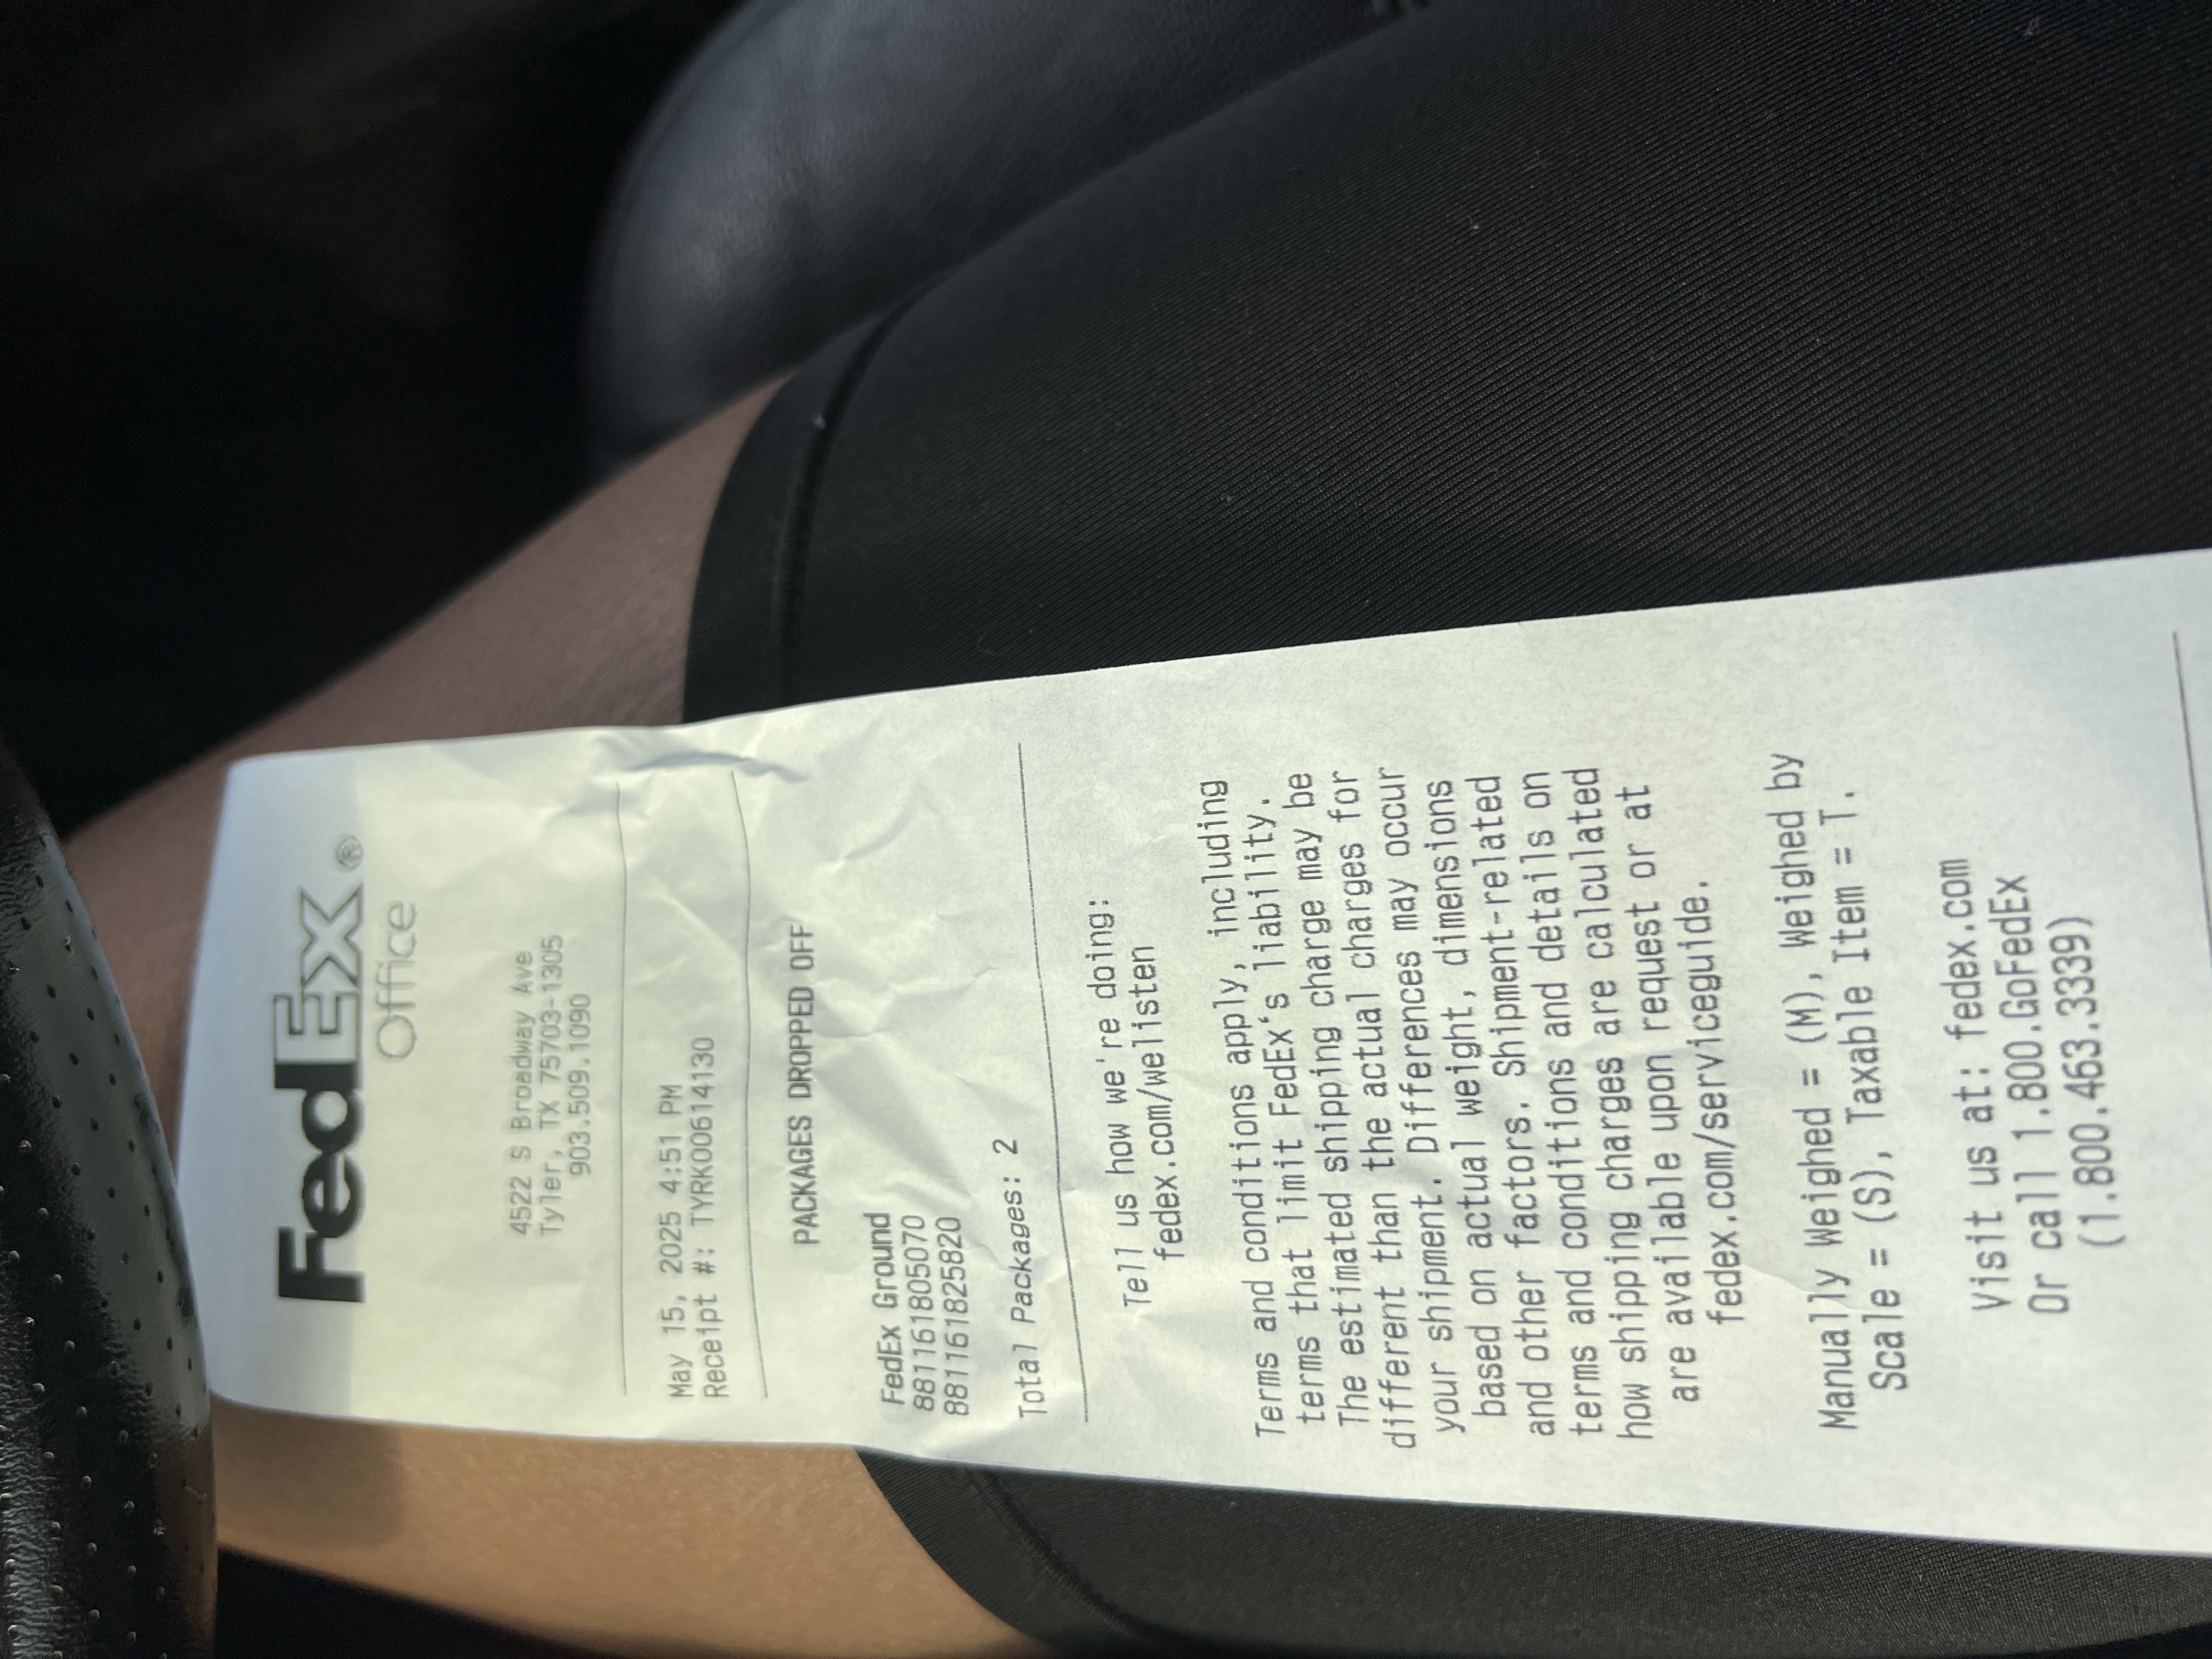 FedEx®
Office
4522 S Broadway Ave
Tyler, TX 75703-1305
903.509.1090
May 15, 2025 4:51 PM
Receipt #: TYRK00614130
PACKAGES DROPPED OFF
FedEx Ground
881161805070
881161825820
Total Packages: 2
Tell us how we're doing:
fedex.com/welisten
Terms and conditions apply, including
terms that limit FedEx's liability.
The estimated shipping charge may be
different than the actual charges for
your shipment. Differences may occur
based on actual weight, dimensions
and other factors. Shipment-related
terms and conditions and details on
how shipping charges are calculated
are available upon request or at
fedex.com/serviceguide.
Manually Weighed = (M), Weighed by
Scale = (S), Taxable Item = T.
Visit us at: fedex.com
Or call 1.800.GoFedEx
(1.800.463.3339)